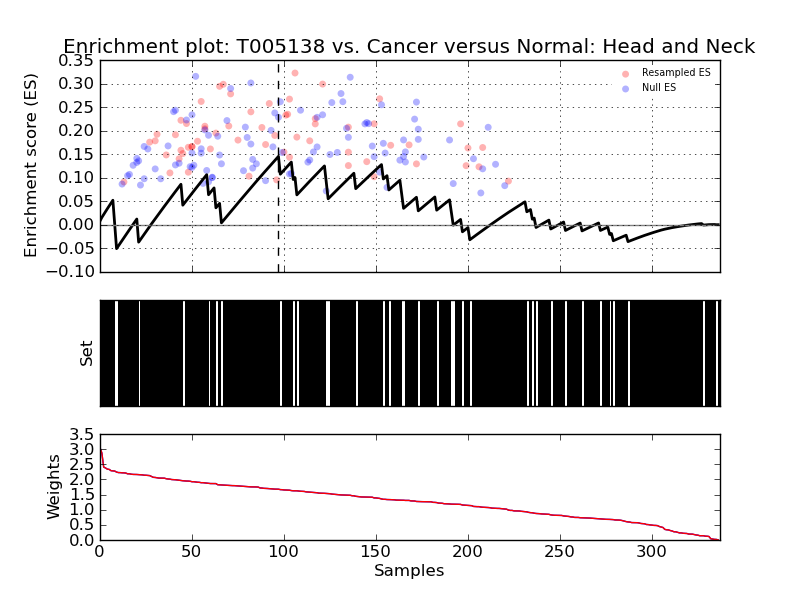 Enrichment plot: T005138 vs. Cancer versus Normal: Head and Neck
Enrichment score (ES)
0.35
0.30
0.25
0.20
0.15
0.10
0.05
0.00
−0.05
−0.10
Resampled ES
Null ES
Set
Weights
3.5
3.0
2.5
2.0
1.5
1.0
0.5
0.0
0 50 100 150 200 250 300
Samples